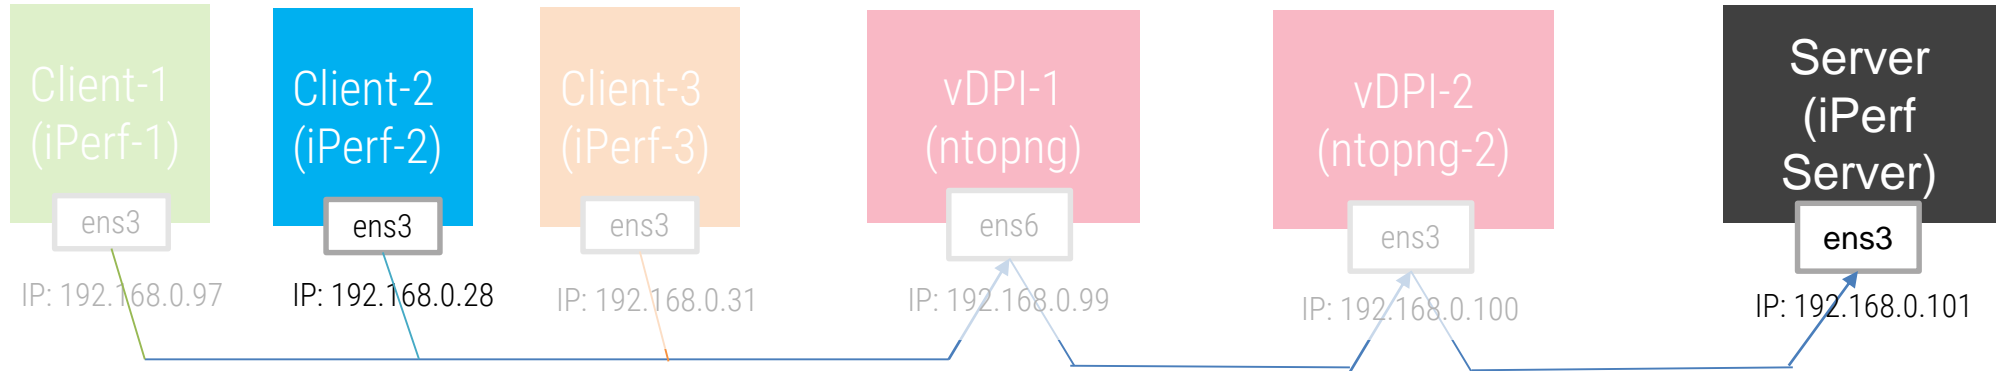 Client-1
(iPerf-1)
ens3
IP: 192.168.0.97
Client-2
(iPerf-2)
ens3
IP: 192.168.0.28
Client-3
(iPerf-3)
ens3
IP: 192.168.0.31
vDPI-1
(ntopng)
ens6
IP: 192.168.0.99
vDPI-2
(ntopng-2)
ens3
IP: 192.168.0.100
Server
(iPerf
Server)
ens3
IP: 192.168.0.101